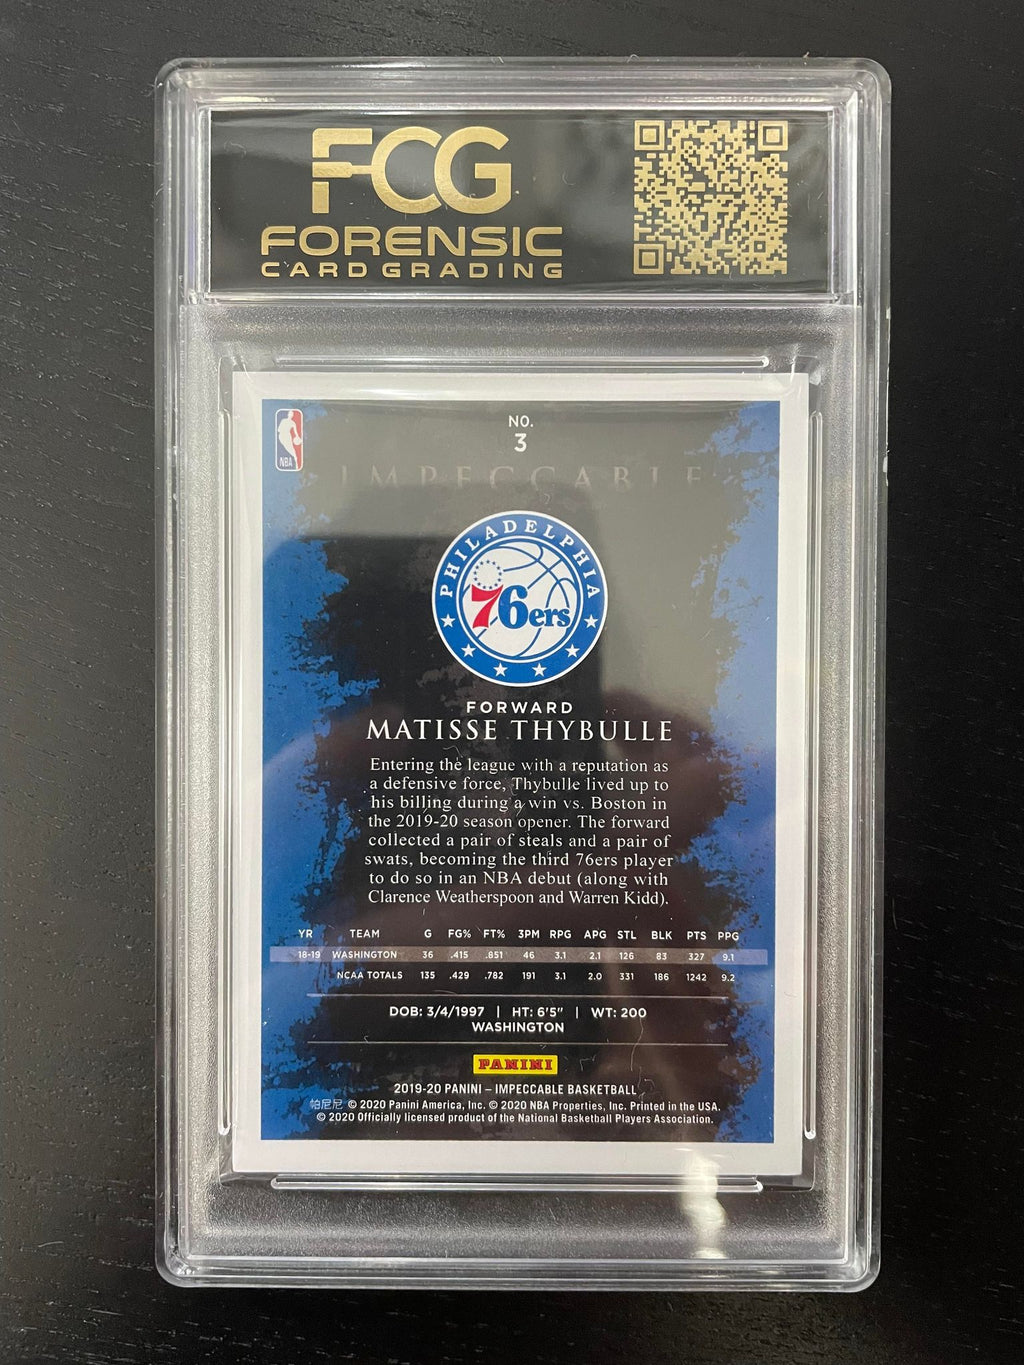 FCG
FORENSIC
CARD GRADING
NBA
NO.
3
IMPECCABLE
PHILADELPHIA
76ers
FORWARD
MATISSE THYBULLE
Entering the league with a reputation as
a defensive force, Thybulle lived up to
his billing during a win vs. Boston in
the 2019-20 season opener. The forward
collected a pair of steals and a pair of
swats, becoming the third 76ers player
to do so in an NBA debut (along with
Clarence Weatherspoon and Warren Kidd).
YR TEAM G FG% FT% 3PM RPG APG STL BLK PTS PPG
18-19 WASHINGTON 36 .415 .851 46 3.1 2.1 126 83 327 9.1
NCAA TOTALS 135 .429 .782 191 3.1 2.0 331 186 1242 9.2
DOB: 3/4/1997 | HT: 6'5" | WT: 200
WASHINGTON
PANINI
2019-20 PANINI – IMPECCABLE BASKETBALL
帕尼尼 © 2020 Panini America, Inc. © 2020 NBA Properties, Inc. Printed in the USA.
© 2020 Officially licensed product of the National Basketball Players Association.